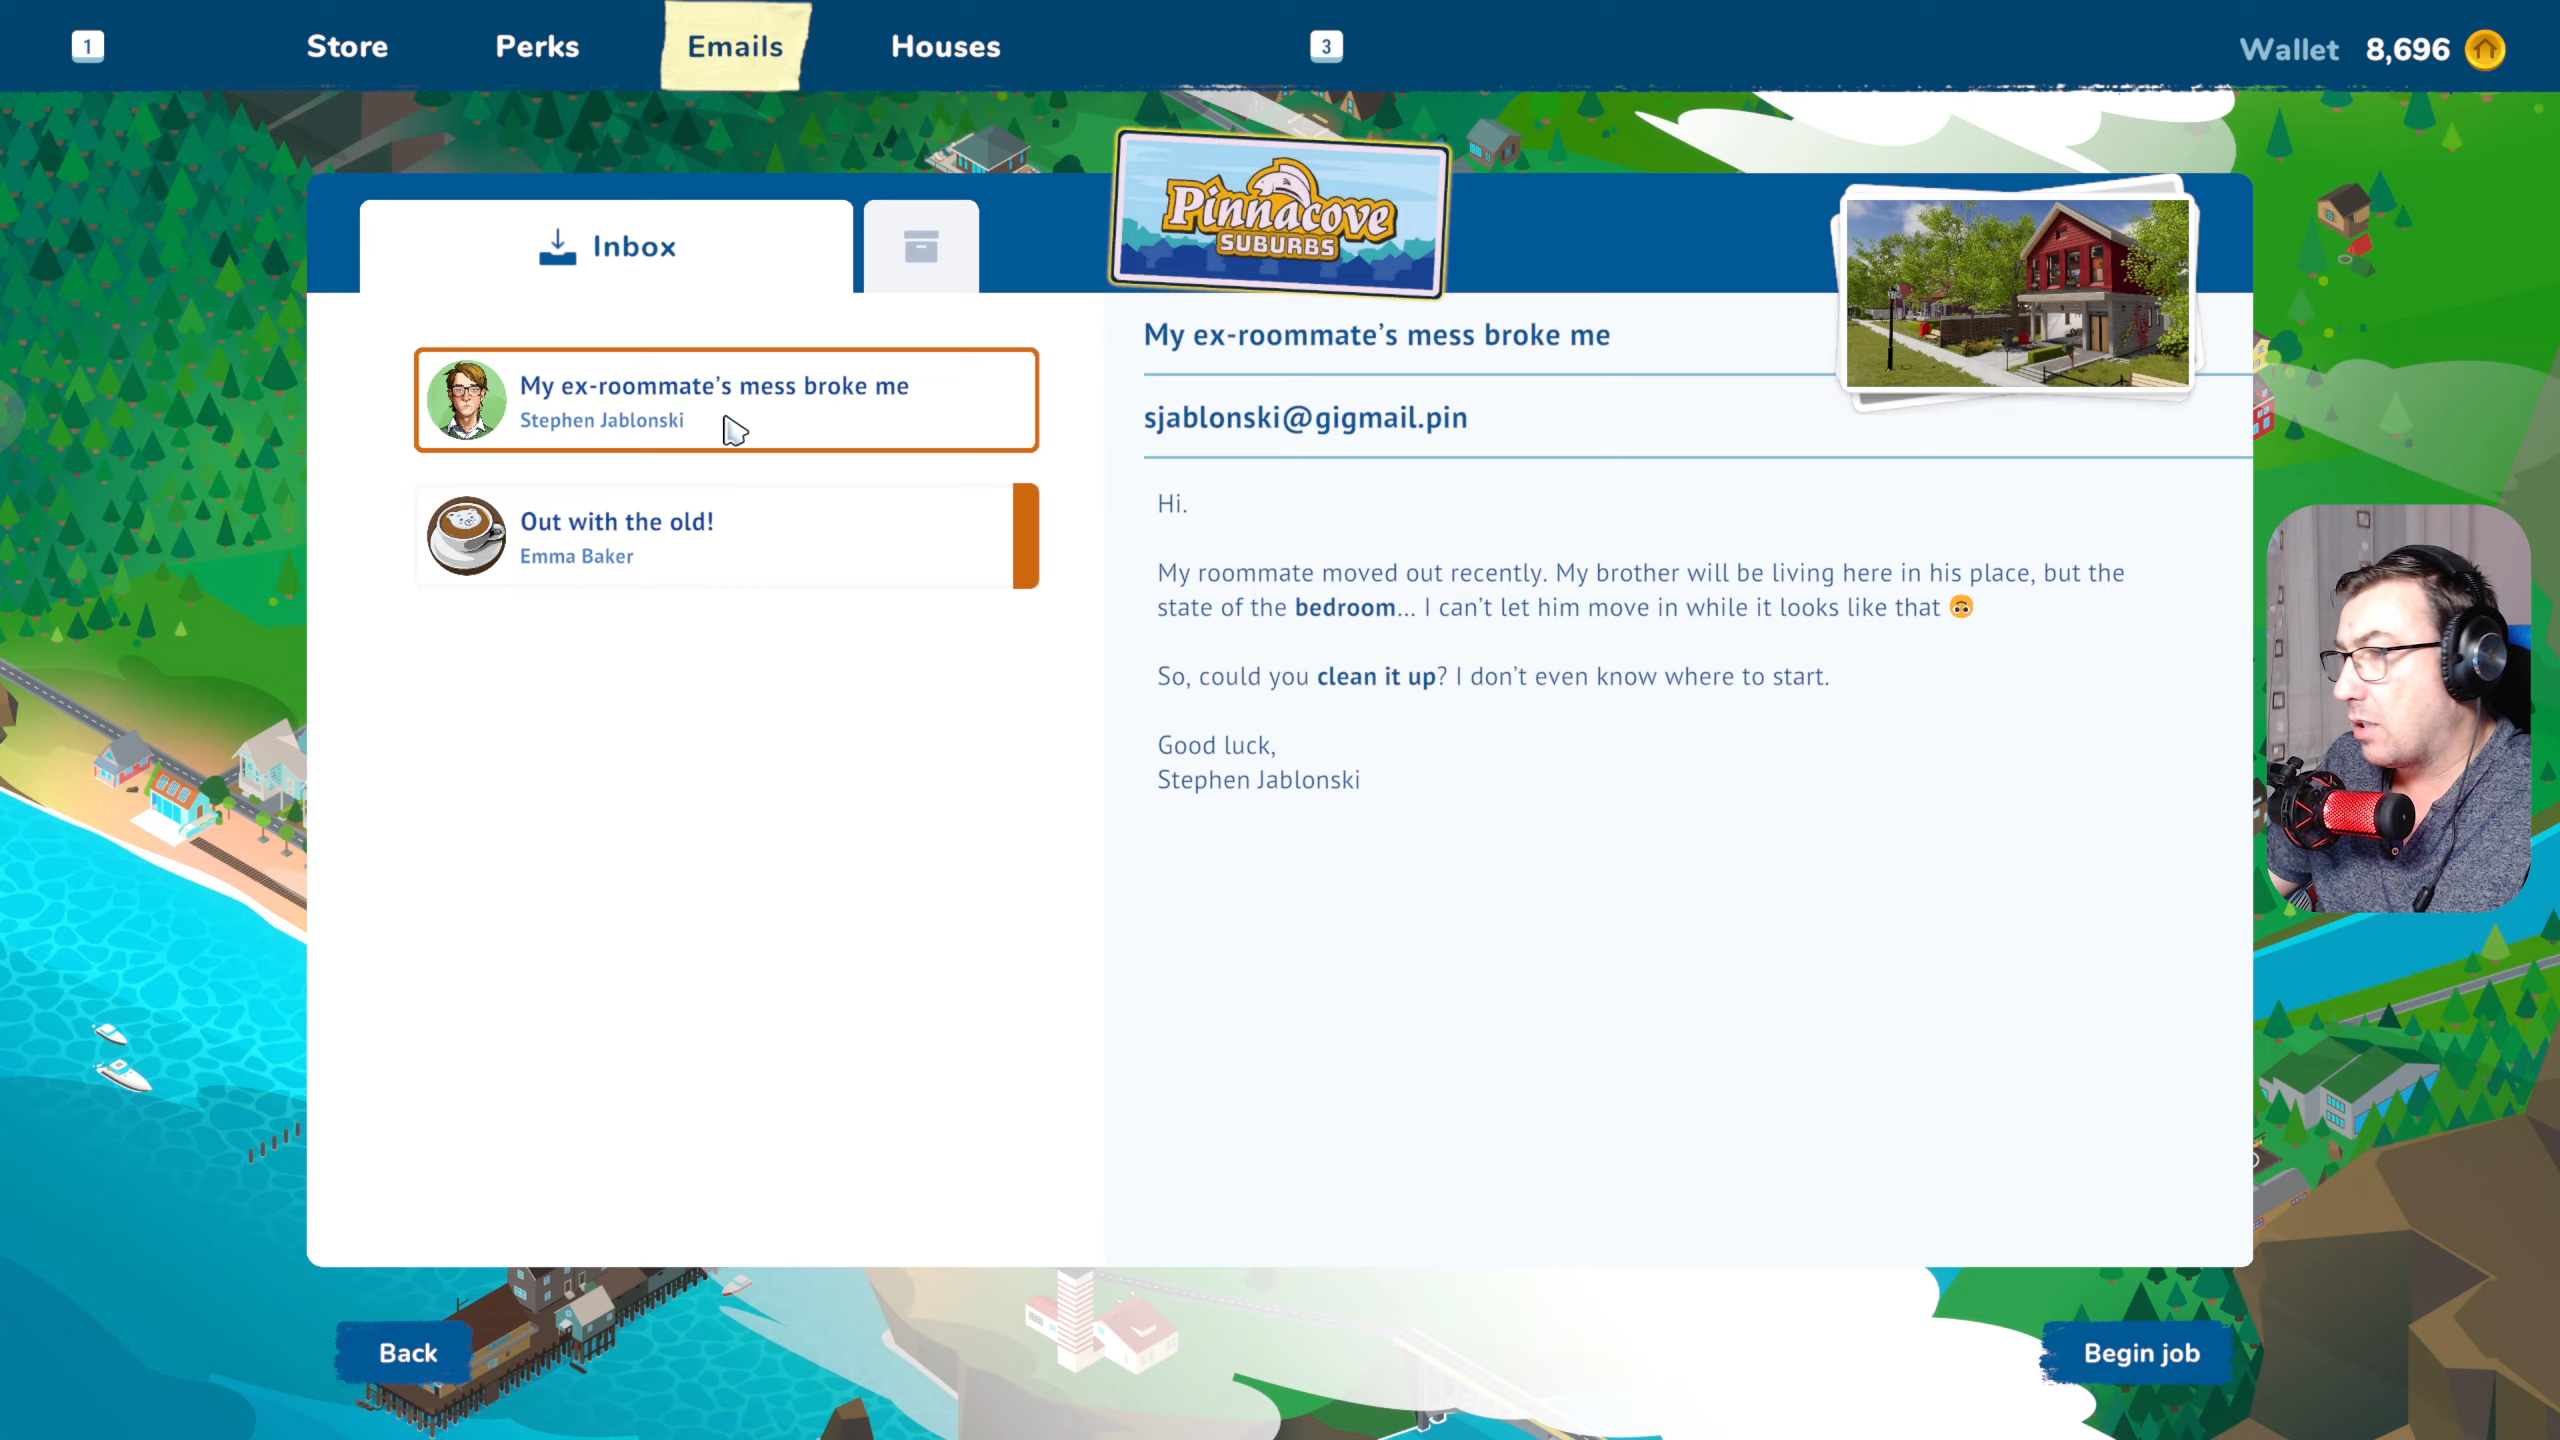 1
Store
Perks
Emails
Houses
3
Wallet 8,696
Inbox
Pinnacove
SUBURBS
My ex-roommate’s mess broke me
Stephen Jablonski
Out with the old!
Emma Baker
My ex-roommate’s mess broke me
sjablonski@gigmail.pin
Hi.
My roommate moved out recently. My brother will be living here in his place, but the
state of the bedroom... I can’t let him move in while it looks like that 🙃
So, could you clean it up? I don’t even know where to start.
Good luck,
Stephen Jablonski
Back
Begin job